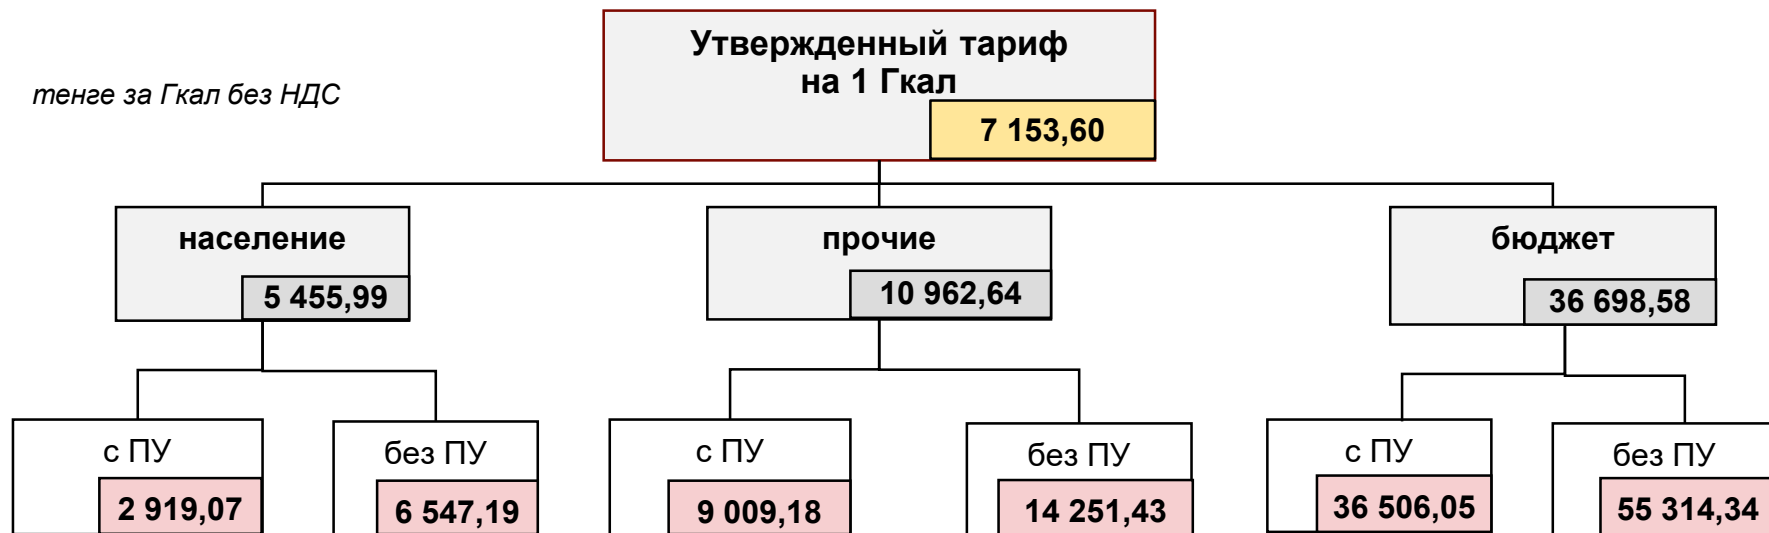 Утвержденный тариф
на 1 Гкал
тенге за Гкал без НДС
7 153,60
население
5 455,99
прочие
10 962,64
бюджет
36 698,58
с ПУ
2 919,07
без ПУ
6 547,19
с ПУ
9 009,18
без ПУ
14 251,43
с ПУ
36 506,05
без ПУ
55 314,34